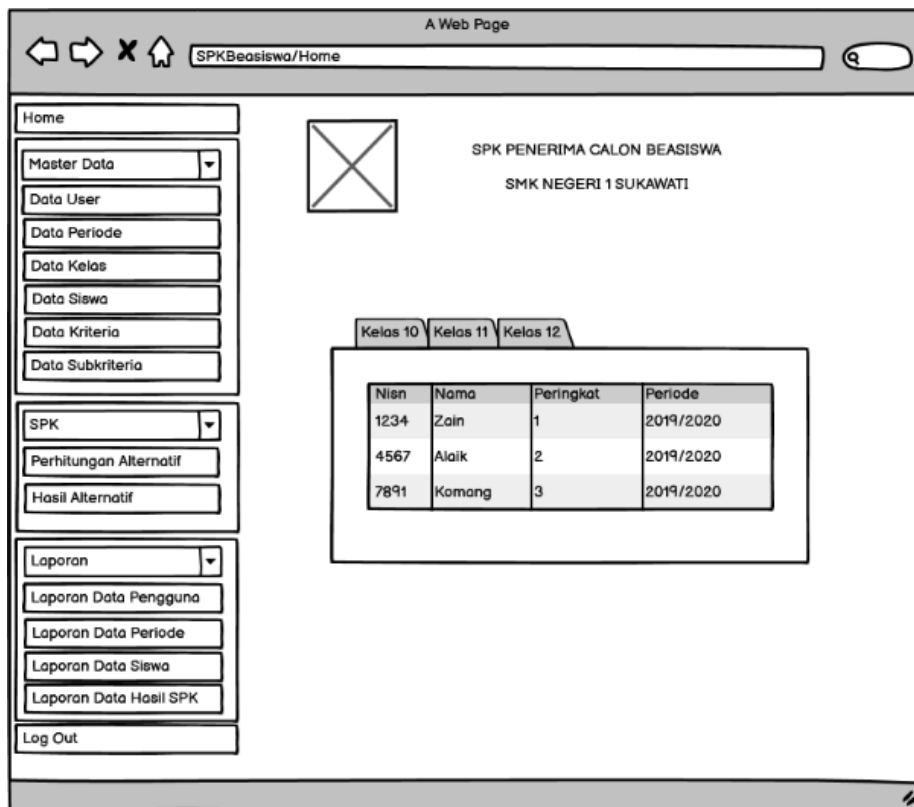 A Web Page
SPKBeasiswa/Home
Home
Master Data
Data User
Data Periode
Data Kelas
Data Siswa
Data Kriteria
Data Subkriteria
SPK
Perhitungan Alternatif
Hasil Alternatif
Laporan
Laporan Data Pengguna
Laporan Data Periode
Laporan Data Siswa
Laporan Data Hasil SPK
Log Out
SPK PENERIMA CALON BEASISWA
SMK NEGERI 1 SUKAWATI
Kelas 10 Kelas 11 Kelas 12
Nisn Nama Peringkat Periode
1234 Zain 1 2019/2020
4567 Alaik 2 2019/2020
7891 Komang 3 2019/2020